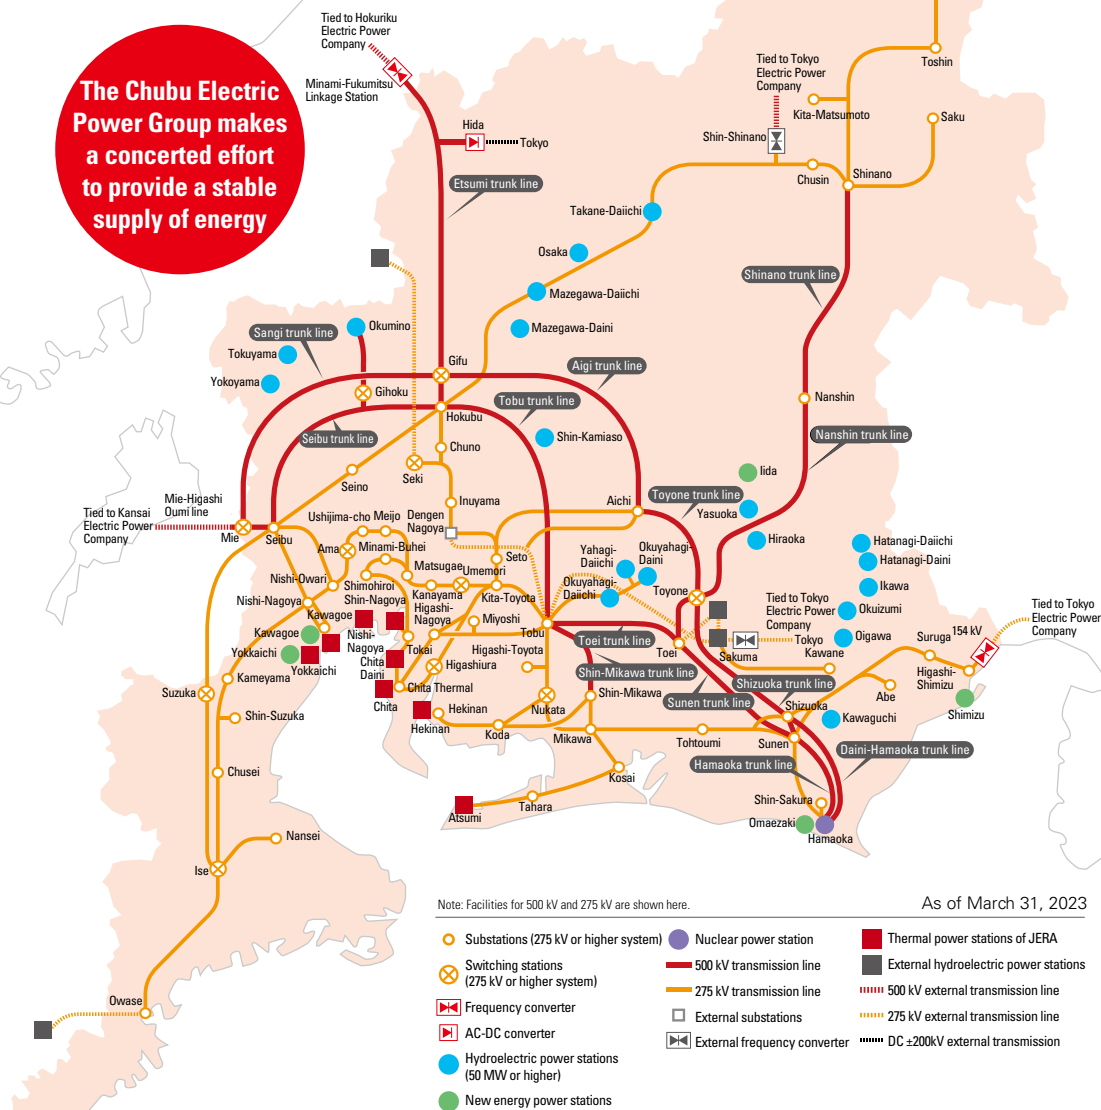 Tied to Hokuriku
Electric Power
Company
Minami-Fukumitsu
Linkage Station
The Chubu Electric
Power Group makes
a concerted effort
to provide a stable
supply of energy
Hida
Tokyo
Etsumi trunk line
Tied to Tokyo
Electric Power
Company
Toshin
Kita-Matsumoto
Saku
Shin-Shinano
Chusin
Shinano
Takane-Daiichi
Osaka
Shinano trunk line
Mazegawa-Daiichi
Mazegawa-Daini
Okumino
Sangi trunk line
Tokuyama
Yokoyama
Gifu
Aigi trunk line
Gihoku
Tobu trunk line
Nanshin
Hokubu
Seibu trunk line
Shin-Kamiaso
Nanshin trunk line
Chuno
Seki
Seino
Iida
Toyone trunk line
Inuyama
Aichi
Yasuoka
Mie-Higashi
Oumi line
Tied to Kansai
Electric Power
Company
Mie
Seibu
Ushijima-cho
Meijo
Dengen
Nagoya
Hiraoka
Hatanagi-Daiichi
Hatanagi-Daini
Ama
Minami-Buhei
Seto
Yahagi-
Daiichi
Okuyahagi-
Daini
Matsugae
Umemori
Nishi-Owari
Shimohiroi
Okuyahagi-
Daiichi
Toyone
Ikawa
Nishi-Nagoya
Shin-Nagoya
Kanayama
Kita-Toyota
Okuizumi
Tied to Tokyo
Electric Power
Company
Tied to Tokyo
Electric Power
Company
Kawagoe
Higashi-
Nagoya
Miyoshi
Tobu
Kawagoe
Nishi-
Nagoya
Tokai
Toei trunk line
Toei
Sakuma
Tokyo
Oigawa
Kawane
Suruga
154 kV
Yokkaichi
Yokkaichi
Chita
Daini
Higashi-Toyota
Higashiura
Shin-Mikawa trunk line
Higashi-
Shimizu
Kameyama
Suzuka
Chita Thermal
Chita
Shin-Mikawa
Shizuoka trunk line
Abe
Sunen trunk line
Shizuoka
Shimizu
Shin-Suzuka
Hekinan
Hekinan
Nukata
Kawaguchi
Koda
Mikawa
Tohtoumi
Sunen
Daini-Hamaoka trunk line
Hamaoka trunk line
Chusei
Kosai
Shin-Sakura
Atsumi
Tahara
Omaezaki
Hamaoka
Nansei
Ise
Owase
Note: Facilities for 500 kV and 275 kV are shown here.
As of March 31, 2023
Substations (275 kV or higher system)
Switching stations
(275 kV or higher system)
Frequency converter
AC-DC converter
Hydroelectric power stations
(50 MW or higher)
New energy power stations
Nuclear power station
500 kV transmission line
275 kV transmission line
External substations
External frequency converter
Thermal power stations of JERA
External hydroelectric power stations
500 kV external transmission line
275 kV external transmission line
DC ±200kV external transmission